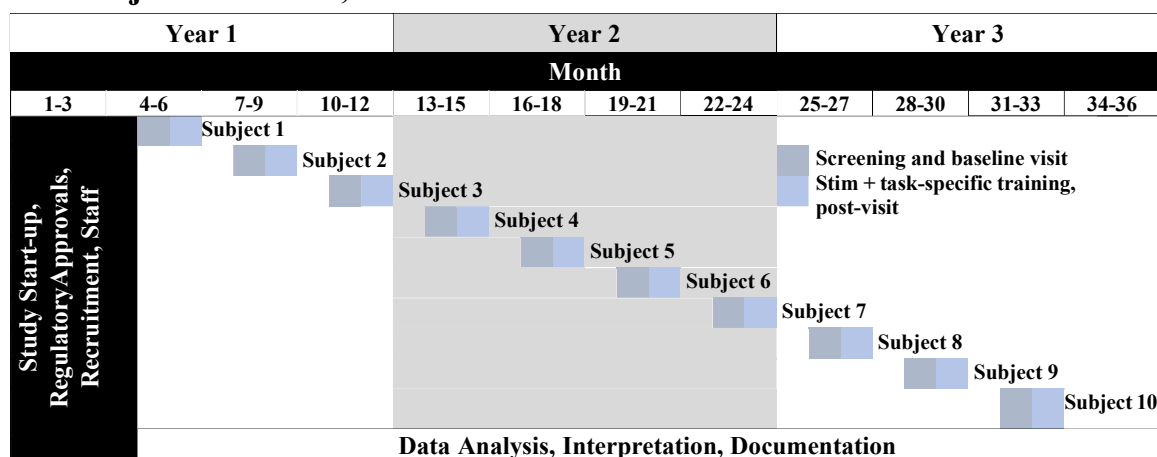 Year 1 Year 2 Year 3
Month
1-3 4-6 7-9 10-12 13-15 16-18 19-21 22-24 25-27 28-30 31-33 34-36
Study Start-up,
RegulatoryApprovals,
Recruitment, Staff
Subject 1
Subject 2
Subject 3
Subject 4
Subject 5
Subject 6
Subject 7
Subject 8
Subject 9
Subject 10
Screening and baseline visit
Stim + task-specific training,
post-visit
Data Analysis, Interpretation, Documentation